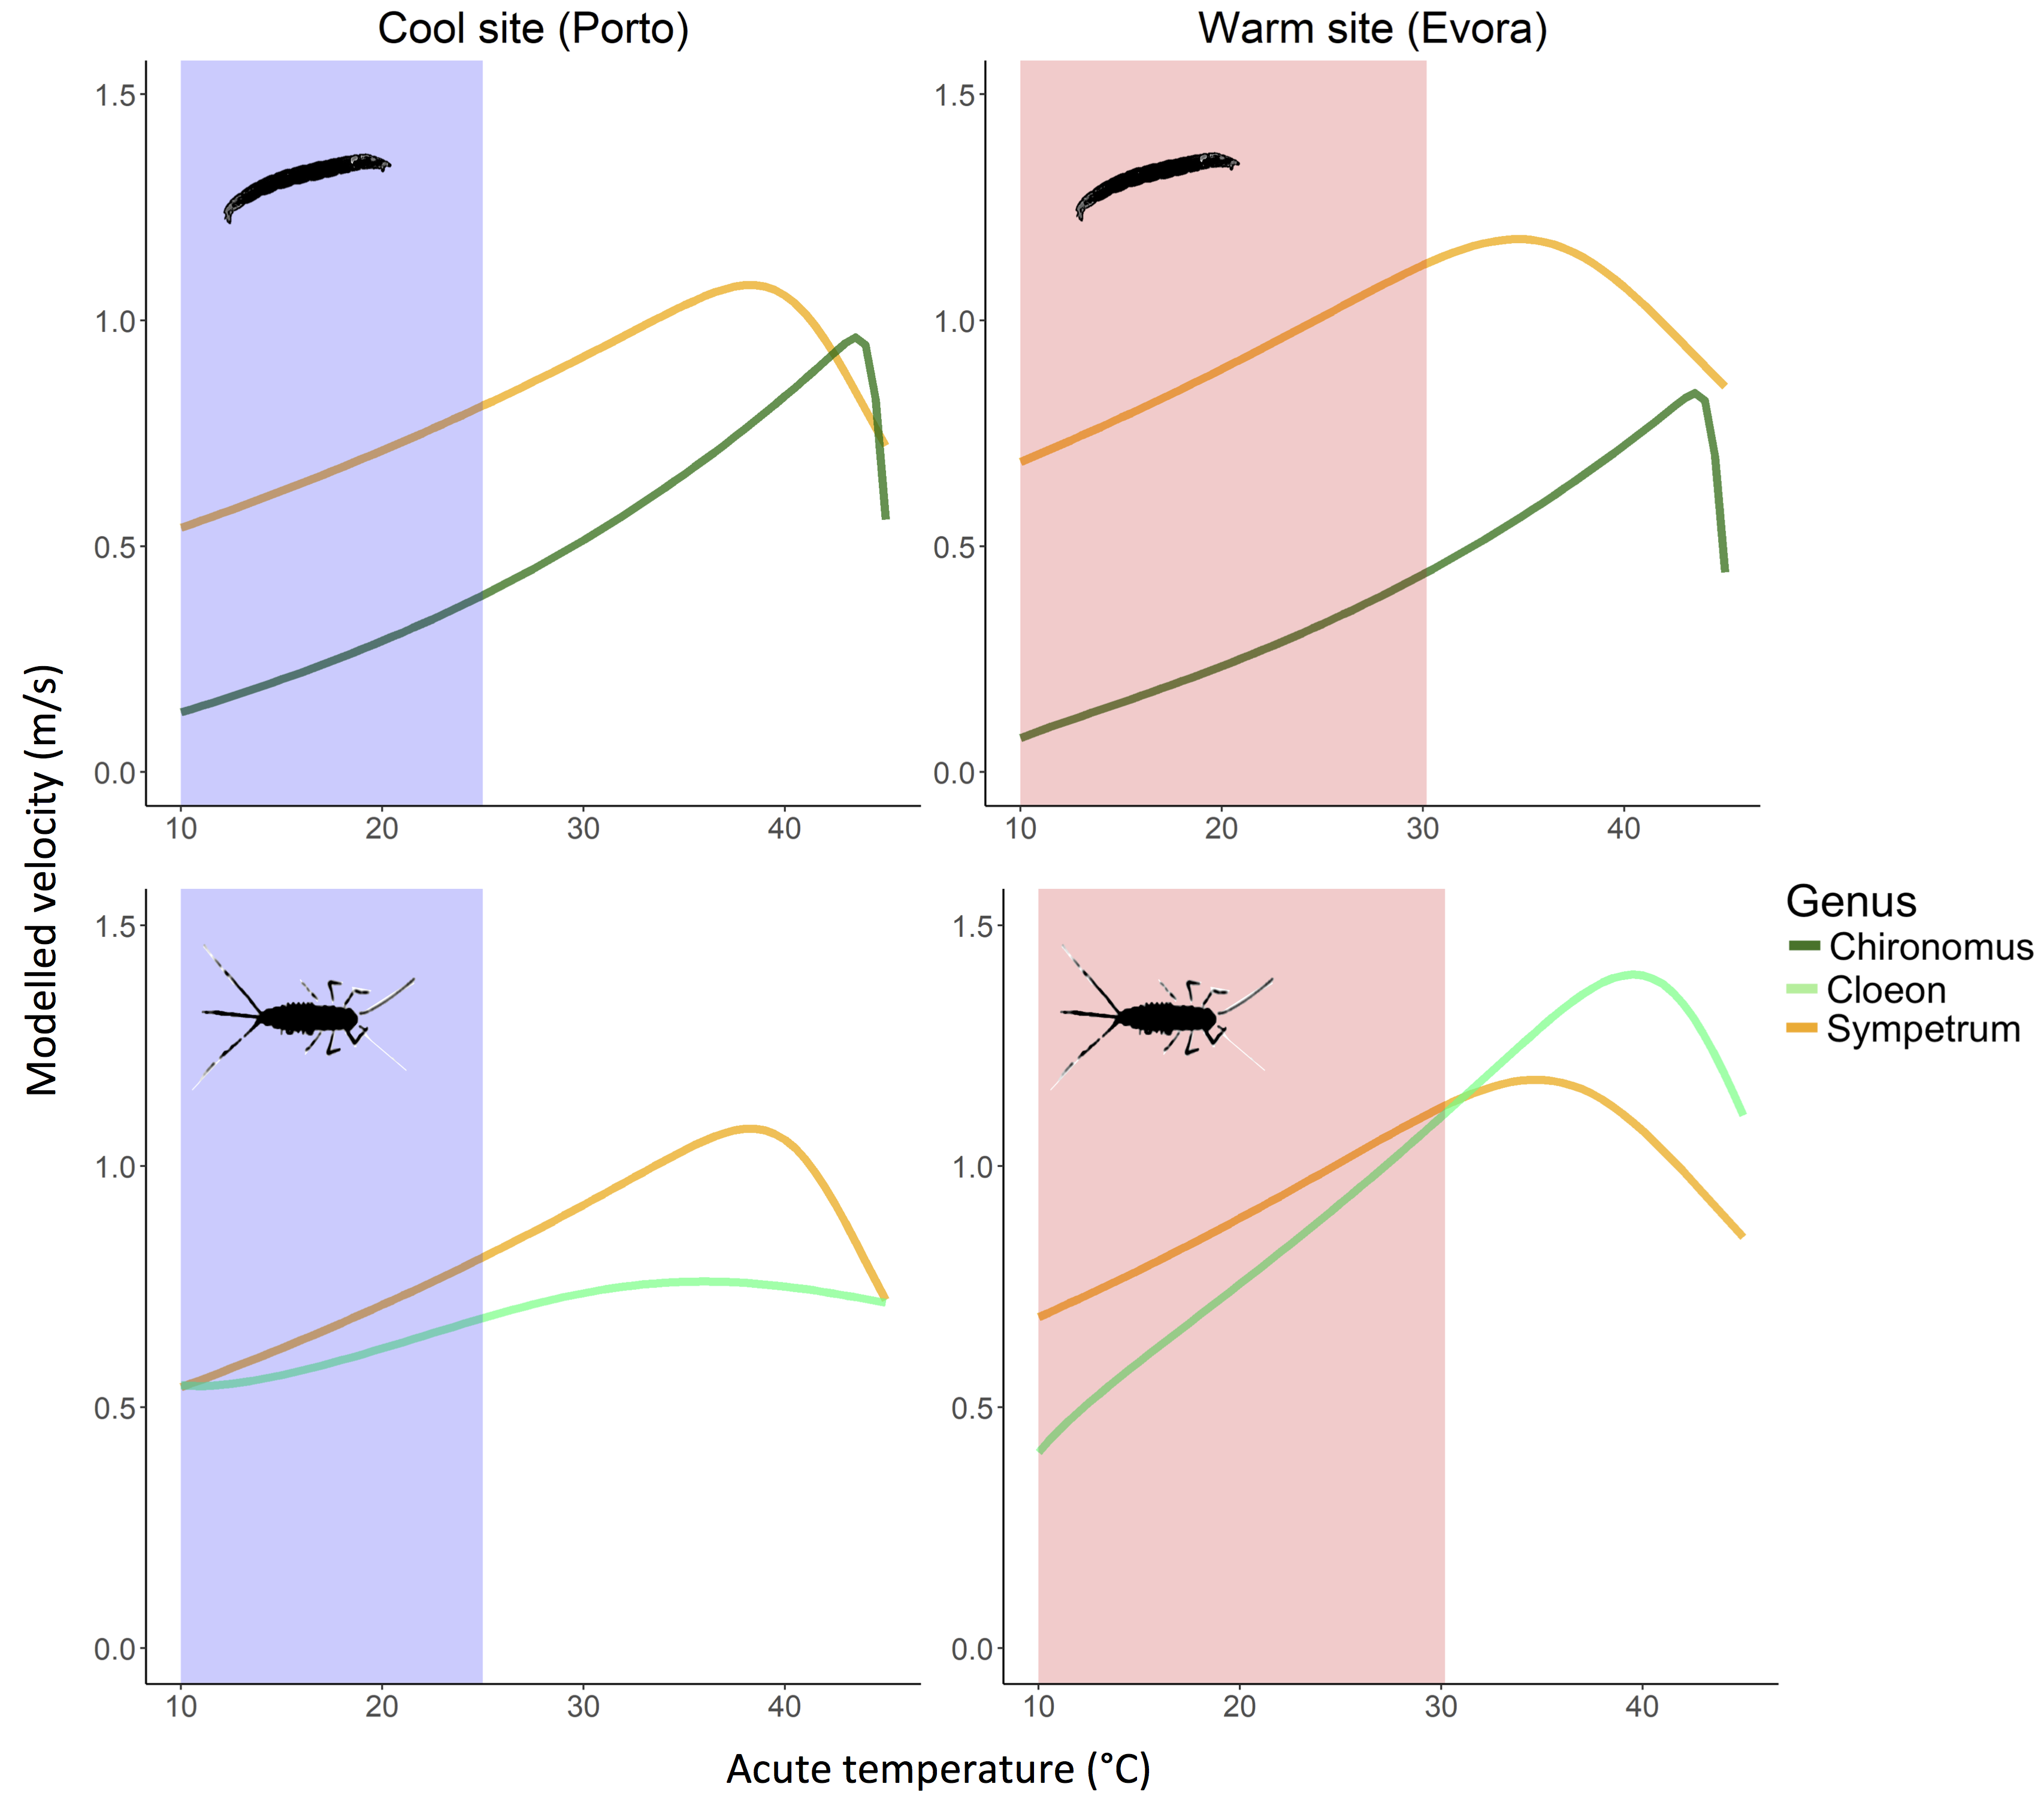 Cool site (Porto)
Warm site (Evora)
1.5
1.0
0.5
0.0
10 20 30 40
1.5
1.0
0.5
0.0
10 20 30 40
Modelled velocity (m/s)
1.5
1.0
0.5
0.0
10 20 30 40
1.5
1.0
0.5
0.0
10 20 30 40
Genus
Chironomus
Cloeon
Sympetrum
Acute temperature (°C)